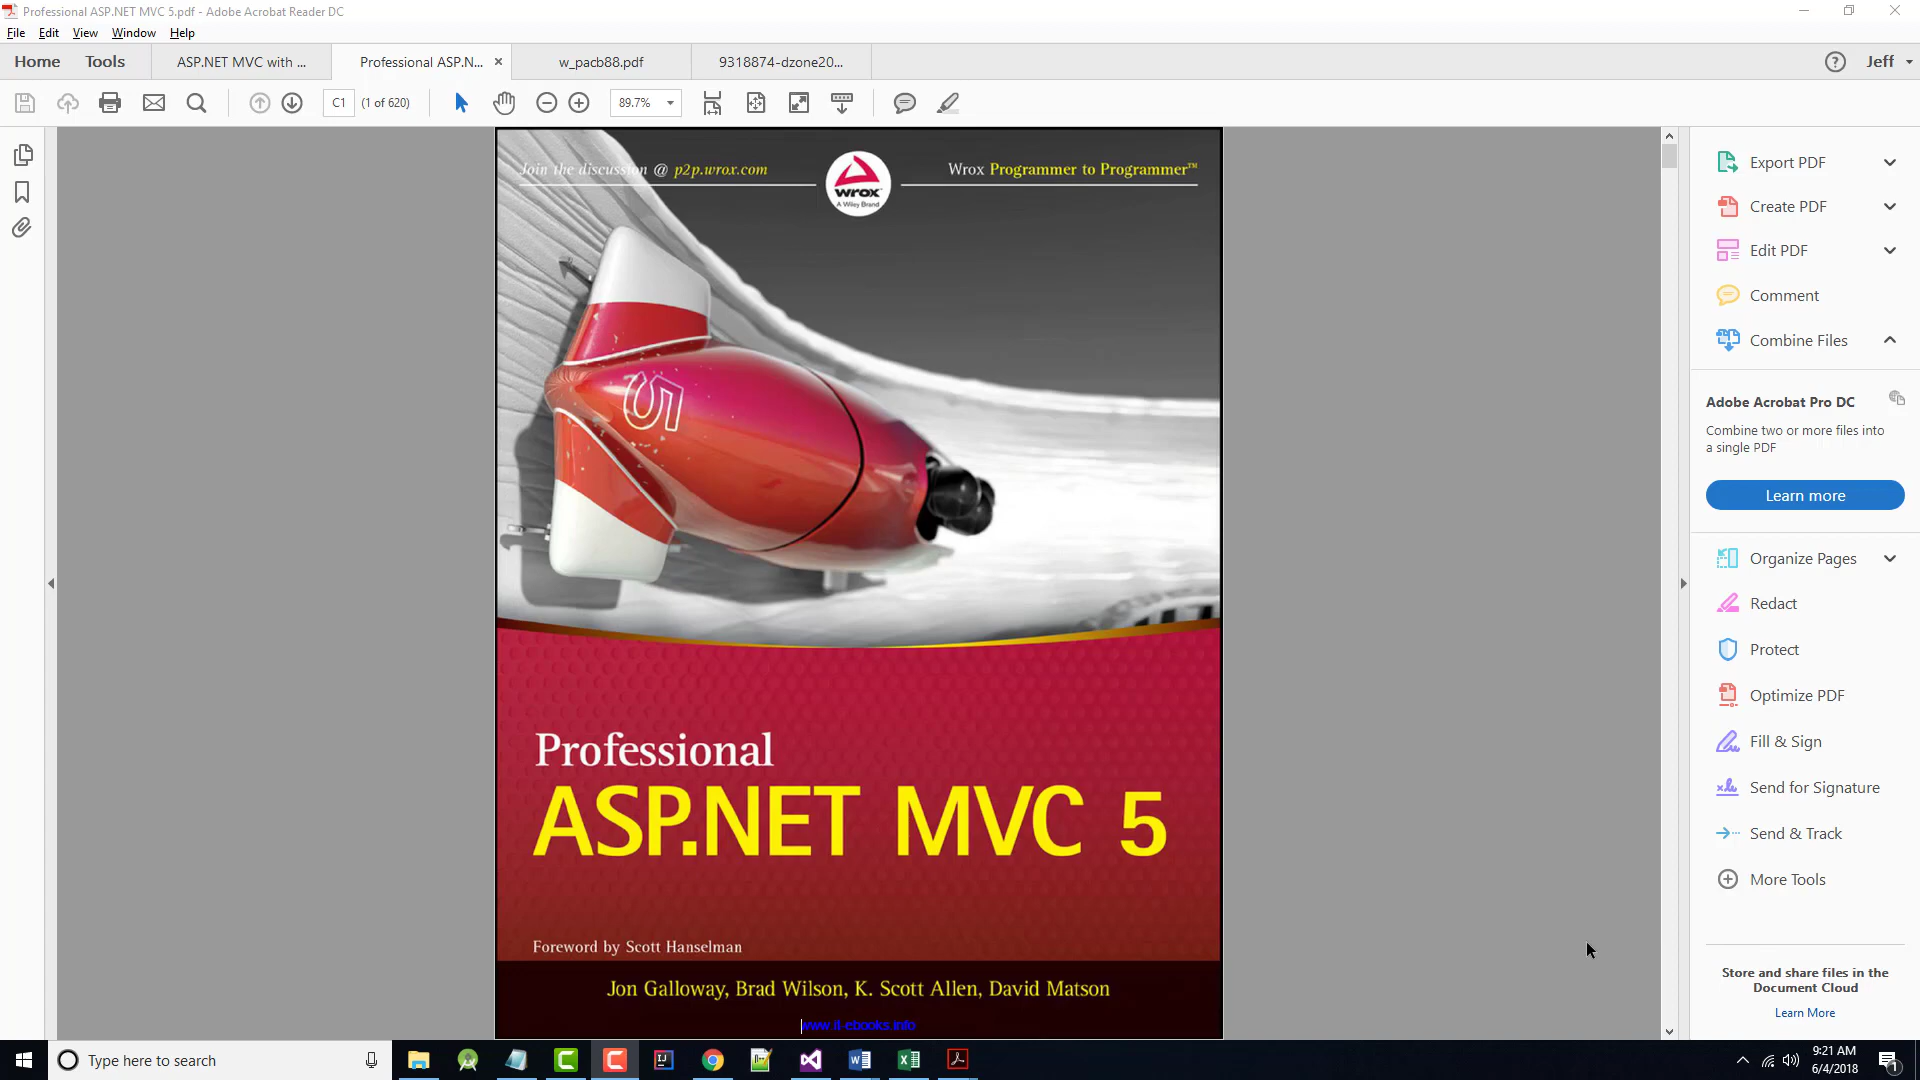 Professional ASP.NET MVC 5.pdf - Adobe Acrobat Reader DC
File Edit View Window Help
Home Tools ASP.NET MVC with ... Professional ASP.N... × w_pacb88.pdf 9318874-dzone20... Jeff
C1 (1 of 620) 89.7%
Join the discussion @ p2p.wrox.com
wrox
A Wiley Brand
Wrox Programmer to Programmer™
5
Professional
ASP.NET MVC 5
Foreword by Scott Hanselman
Jon Galloway, Brad Wilson, K. Scott Allen, David Matson
www.it-ebooks.info
Export PDF
Create PDF
Edit PDF
Comment
Combine Files
Adobe Acrobat Pro DC
Combine two or more files into
a single PDF
Learn more
Organize Pages
Redact
Protect
Optimize PDF
Fill & Sign
Send for Signature
Send & Track
More Tools
Store and share files in the
Document Cloud
Learn More
Type here to search
9:21 AM
6/4/2018
1